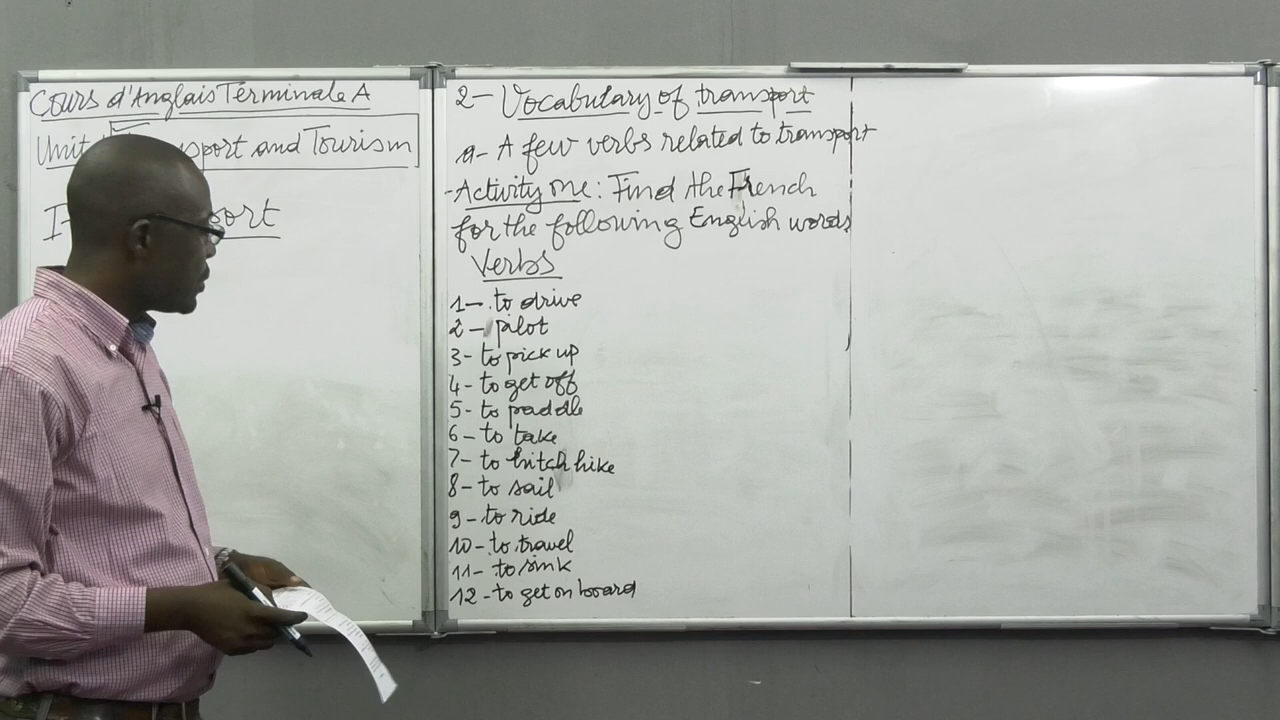 Cours d'Anglais Terminale A
Unit and Tourism
2- Vocabulary of transport
a- A few verbs related to transport
-Activity one: Find the French
for the following English words
Verbs
1- to drive
2- pilot
3- to pick up
4- to get off
5- to paddle
6- to take
7- to hitch hike
8- to sail
9- to ride
10- to travel
11- to sink
12- to get on board